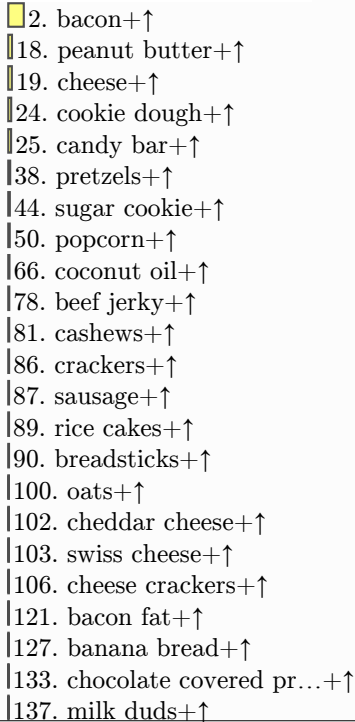 2. bacon+↑
18. peanut butter+↑
19. cheese+↑
24. cookie dough+↑
25. candy bar+↑
38. pretzels+↑
44. sugar cookie+↑
50. popcorn+↑
66. coconut oil+↑
78. beef jerky+↑
81. cashews+↑
86. crackers+↑
87. sausage+↑
89. rice cakes+↑
90. breadsticks+↑
100. oats+↑
102. cheddar cheese+↑
103. swiss cheese+↑
106. cheese crackers+↑
121. bacon fat+↑
127. banana bread+↑
133. chocolate covered pr...+↑
137. milk duds+↑